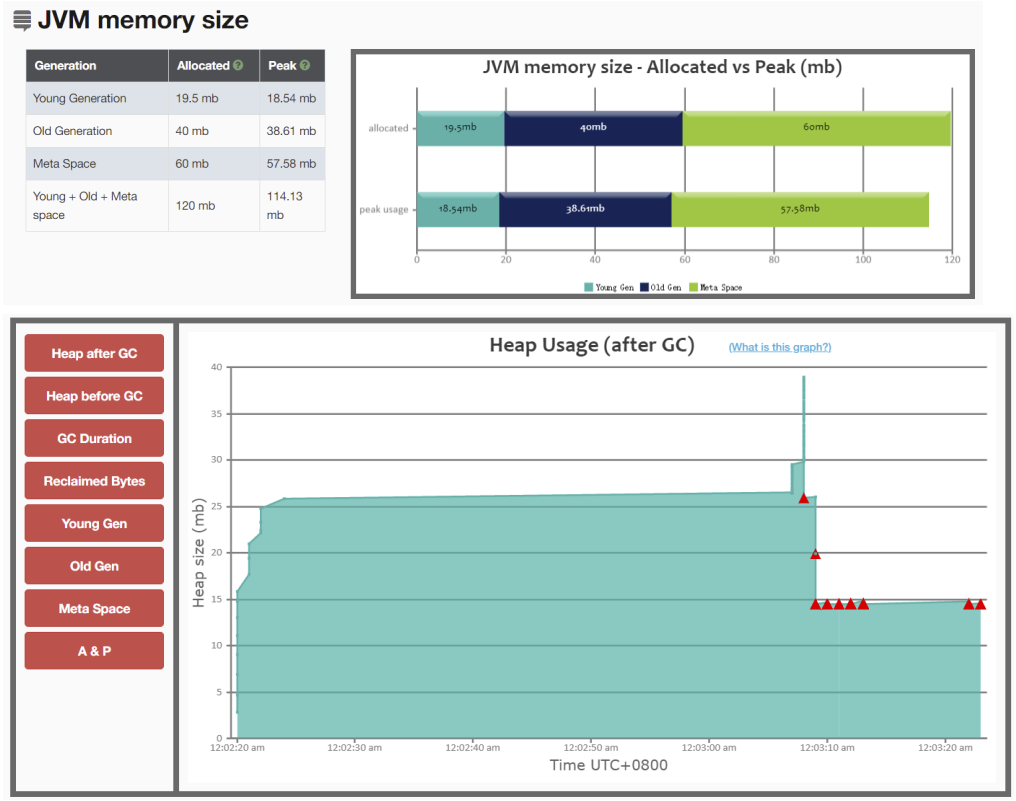 JVM memory size
Generation Allocated ? Peak ?
Young Generation 19.5 mb 18.54 mb
Old Generation 40 mb 38.61 mb
Meta Space 60 mb 57.58 mb
Young + Old + Meta
space 120 mb 114.13
mb
JVM memory size - Allocated vs Peak (mb)
allocated 19.5mb 40mb 60mb
peak usage 18.54mb 38.61mb 57.58mb
0 20 40 60 80 100 120
Young Gen Old Gen Meta Space
Heap after GC
Heap before GC
GC Duration
Reclaimed Bytes
Young Gen
Old Gen
Meta Space
A & P
Heap Usage (after GC) (What is this graph?)
Heap size (mb)
40
35
30
25
20
15
10
5
0
12:02:20 am 12:02:30 am 12:02:40 am 12:02:50 am 12:03:00 am 12:03:10 am 12:03:20 am
Time UTC+0800